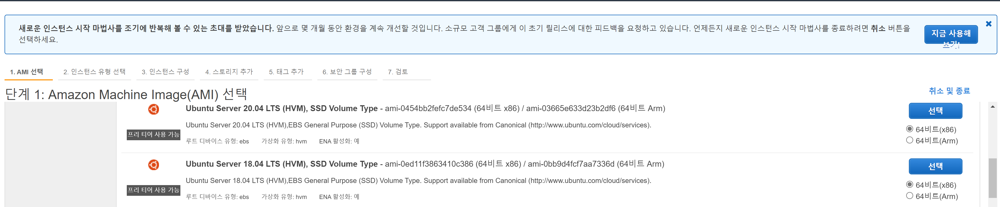 새로운 인스턴스 시작 마법사를 조기에 반복해 볼 수 있는 초대를 받았습니다. 앞으로 몇 개월 동안 환경을 계속 개선할 것입니다. 소규모 고객 그룹에게 이 초기 릴리스에 대한 피드백을 요청하고 있습니다. 언제든지 새로운 인스턴스 시작 마법사를 종료하려면 취소 버튼을
선택하세요.
지금 사용해
보기!
1. AMI 선택 2. 인스턴스 유형 선택 3. 인스턴스 구성 4. 스토리지 추가 5. 태그 추가 6. 보안 그룹 구성 7. 검토
단계 1: Amazon Machine Image(AMI) 선택
취소 및 종료
Ubuntu Server 20.04 LTS (HVM), SSD Volume Type - ami-0454bb2fefc7de534 (64비트 x86) / ami-03665e633d23b2df6 (64비트 Arm)
선택
Ubuntu Server 20.04 LTS (HVM),EBS General Purpose (SSD) Volume Type. Support available from Canonical (http://www.ubuntu.com/cloud/services).
64비트(x86)
프리 티어 사용 가능
루트 디바이스 유형: ebs 가상화 유형: hvm ENA 활성화: 예
64비트(Arm)
Ubuntu Server 18.04 LTS (HVM), SSD Volume Type - ami-0ed11f3863410c386 (64비트 x86) / ami-0bb9d4fcf7aa7336d (64비트 Arm)
선택
Ubuntu Server 18.04 LTS (HVM),EBS General Purpose (SSD) Volume Type. Support available from Canonical (http://www.ubuntu.com/cloud/services).
64비트(x86)
프리 티어 사용 가능
루트 디바이스 유형: ebs 가상화 유형: hvm ENA 활성화: 예
64비트(Arm)